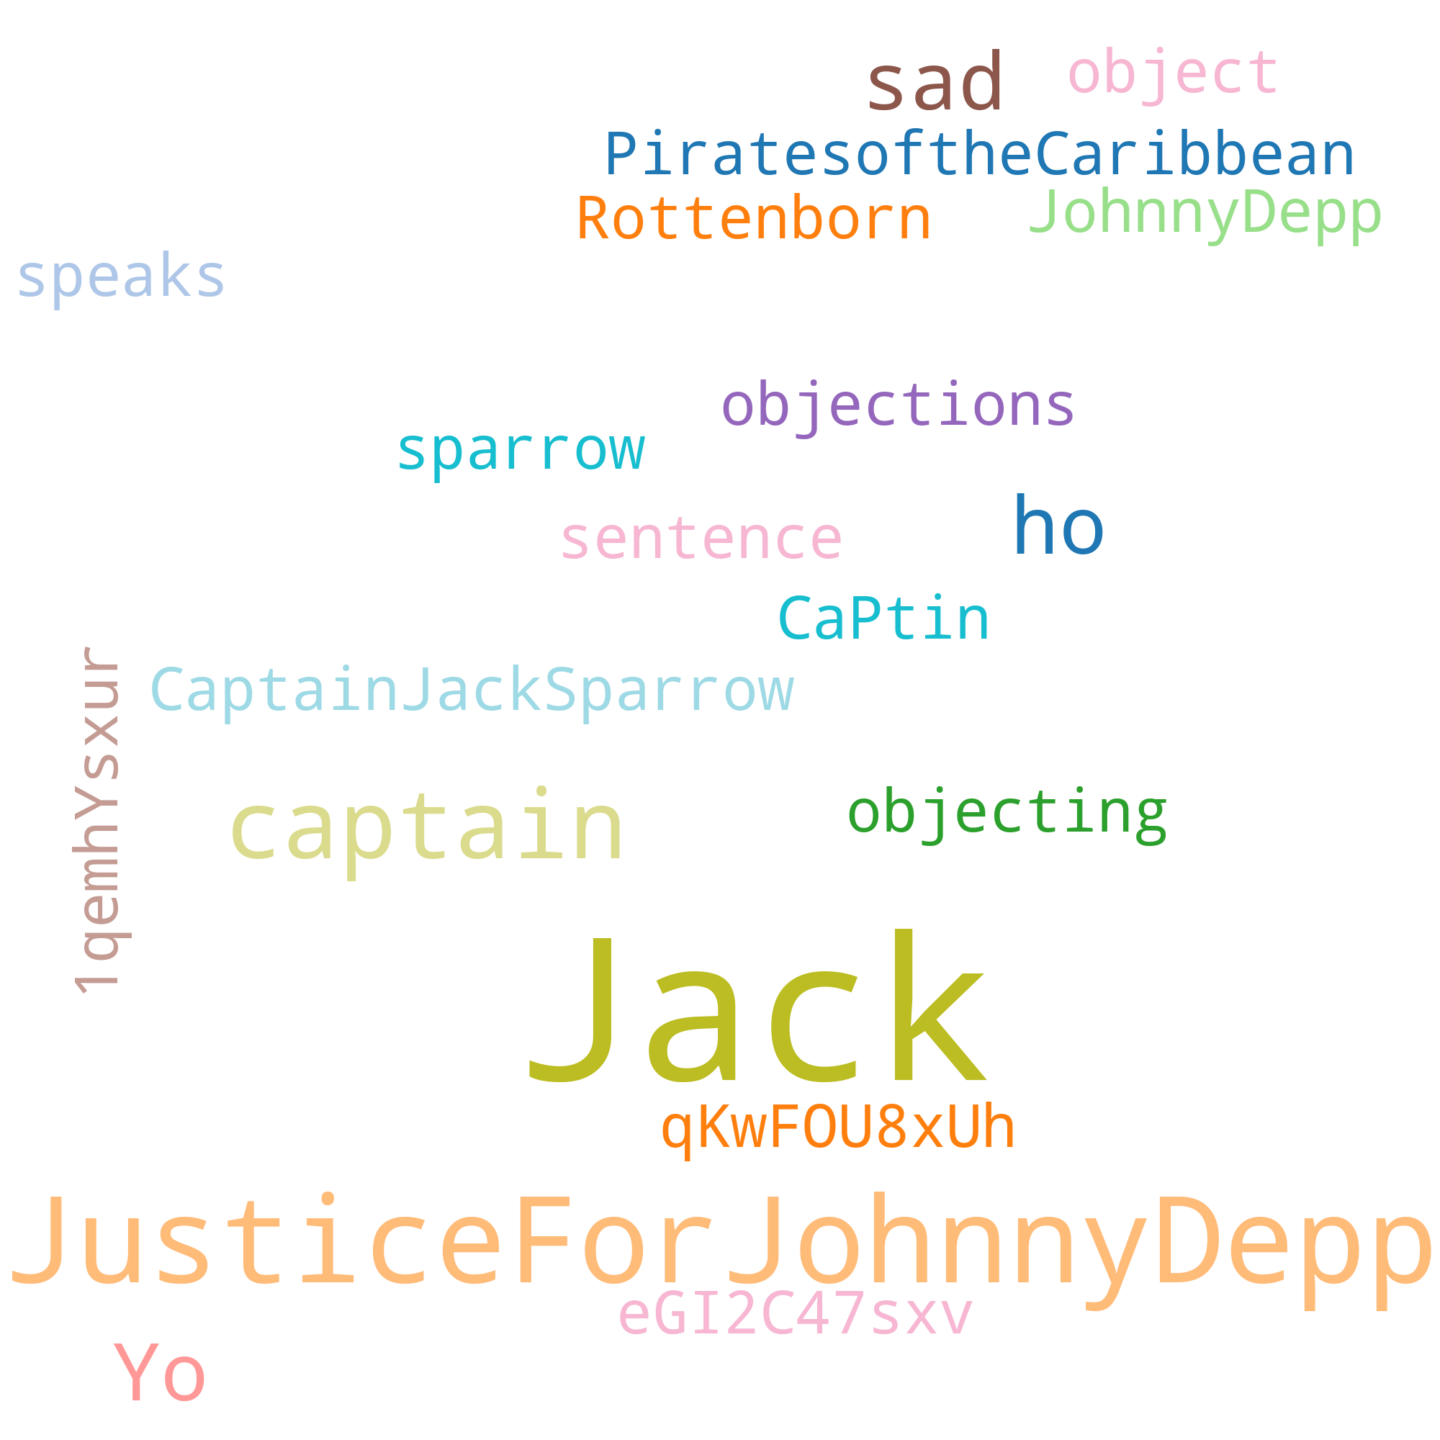 sad object
PiratesoftheCaribbean
Rottenborn JohnnyDepp
speaks
objections
sparrow
ho
sentence
CaPtin
CaptainJackSparrow
1qemhYsxur
captain
objecting
Jack
qKwFOU8xUh
JusticeForJohnnyDepp
eGI2C47sxv
Yo